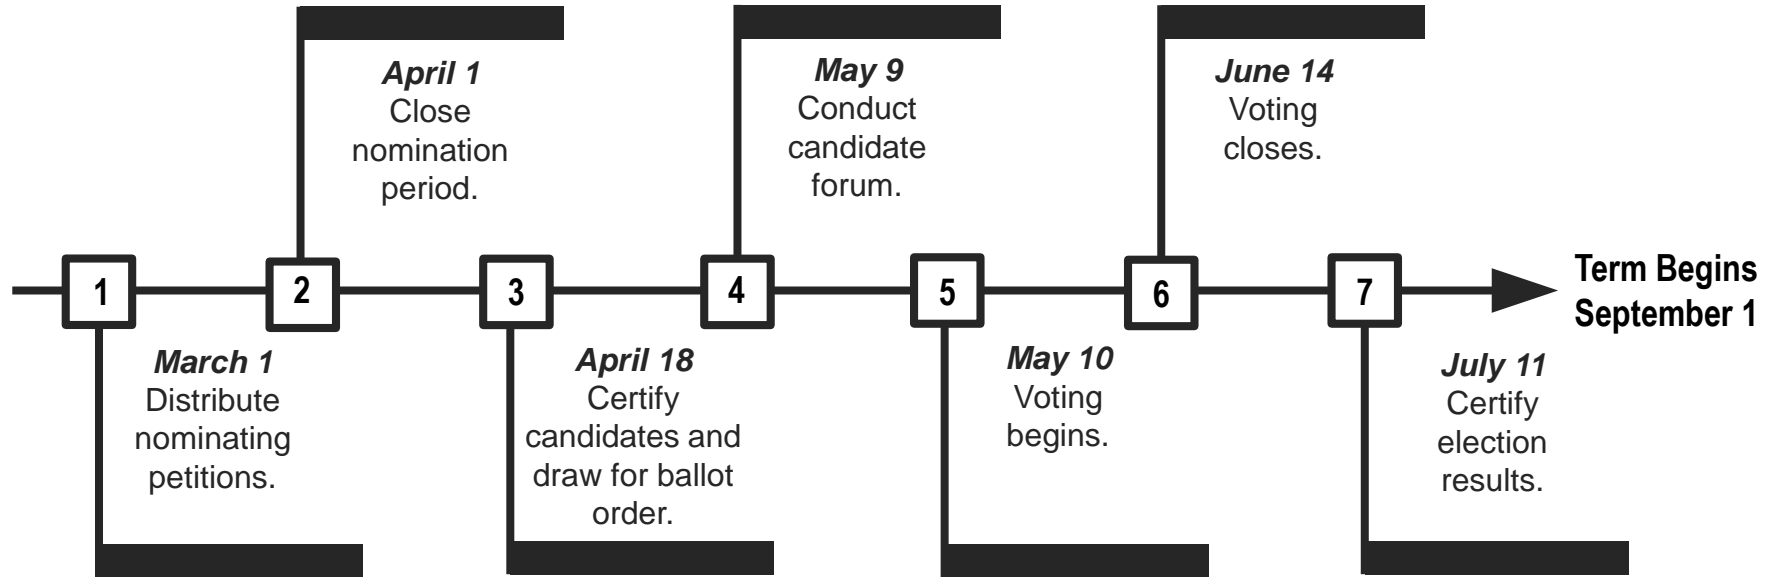 1
March 1
Distribute
nominating
petitions.
2
April 1
Close
nomination
period.
3
April 18
Certify
candidates and
draw for ballot
order.
4
May 9
Conduct
candidate
forum.
5
May 10
Voting
begins.
6
June 14
Voting
closes.
7
July 11
Certify
election
results.
Term Begins
September 1